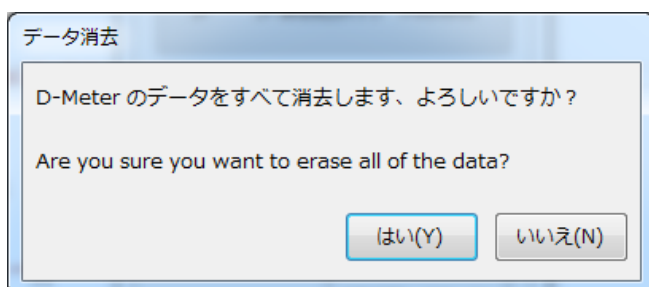 データ消去
D-Meter のデータをすべて消去します、よろしいですか？
Are you sure you want to erase all of the data?
はい(Y) いいえ(N)